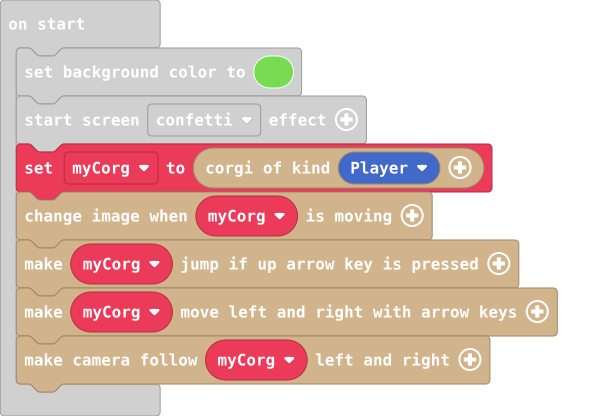 on start
set background color to
start screen confetti effect
set myCorg to corgi of kind Player
change image when myCorg is moving
make myCorg jump if up arrow key is pressed
make myCorg move left and right with arrow keys
make camera follow myCorg left and right